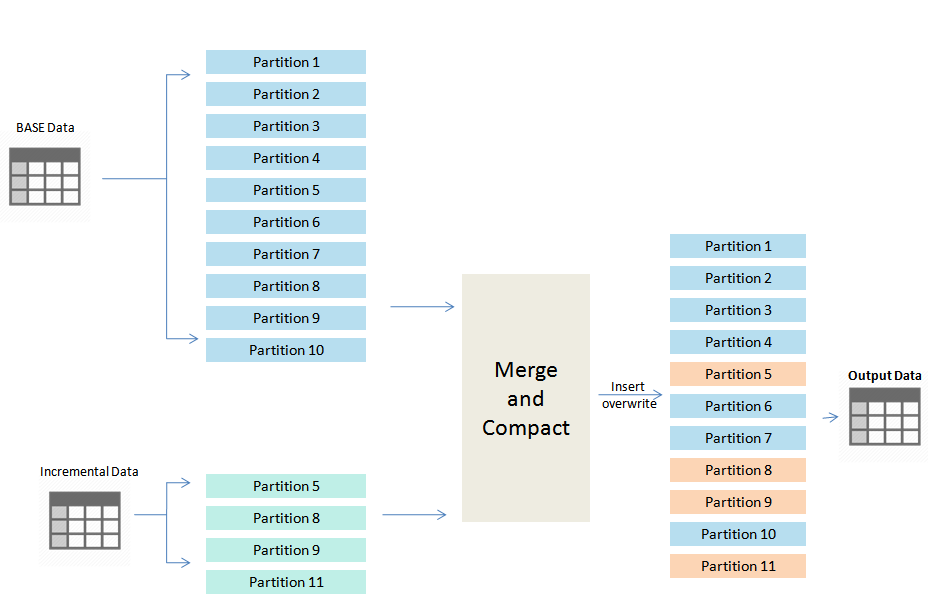 BASE Data
Partition 1
Partition 2
Partition 3
Partition 4
Partition 5
Partition 6
Partition 7
Partition 8
Partition 9
Partition 10
Incremental Data
Partition 5
Partition 8
Partition 9
Partition 11
Merge
and
Compact
Insert
overwrite
Partition 1
Partition 2
Partition 3
Partition 4
Partition 5
Partition 6
Partition 7
Partition 8
Partition 9
Partition 10
Partition 11
Output Data